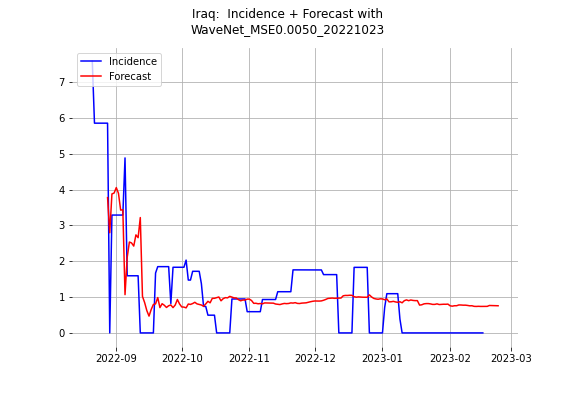 Iraq:  Incidence + Forecast with
WaveNet_MSE0.0050_20221023
Incidence
Forecast
7
6
5
4
3
2
1
0
2022-09 2022-10 2022-11 2022-12 2023-01 2023-02 2023-03